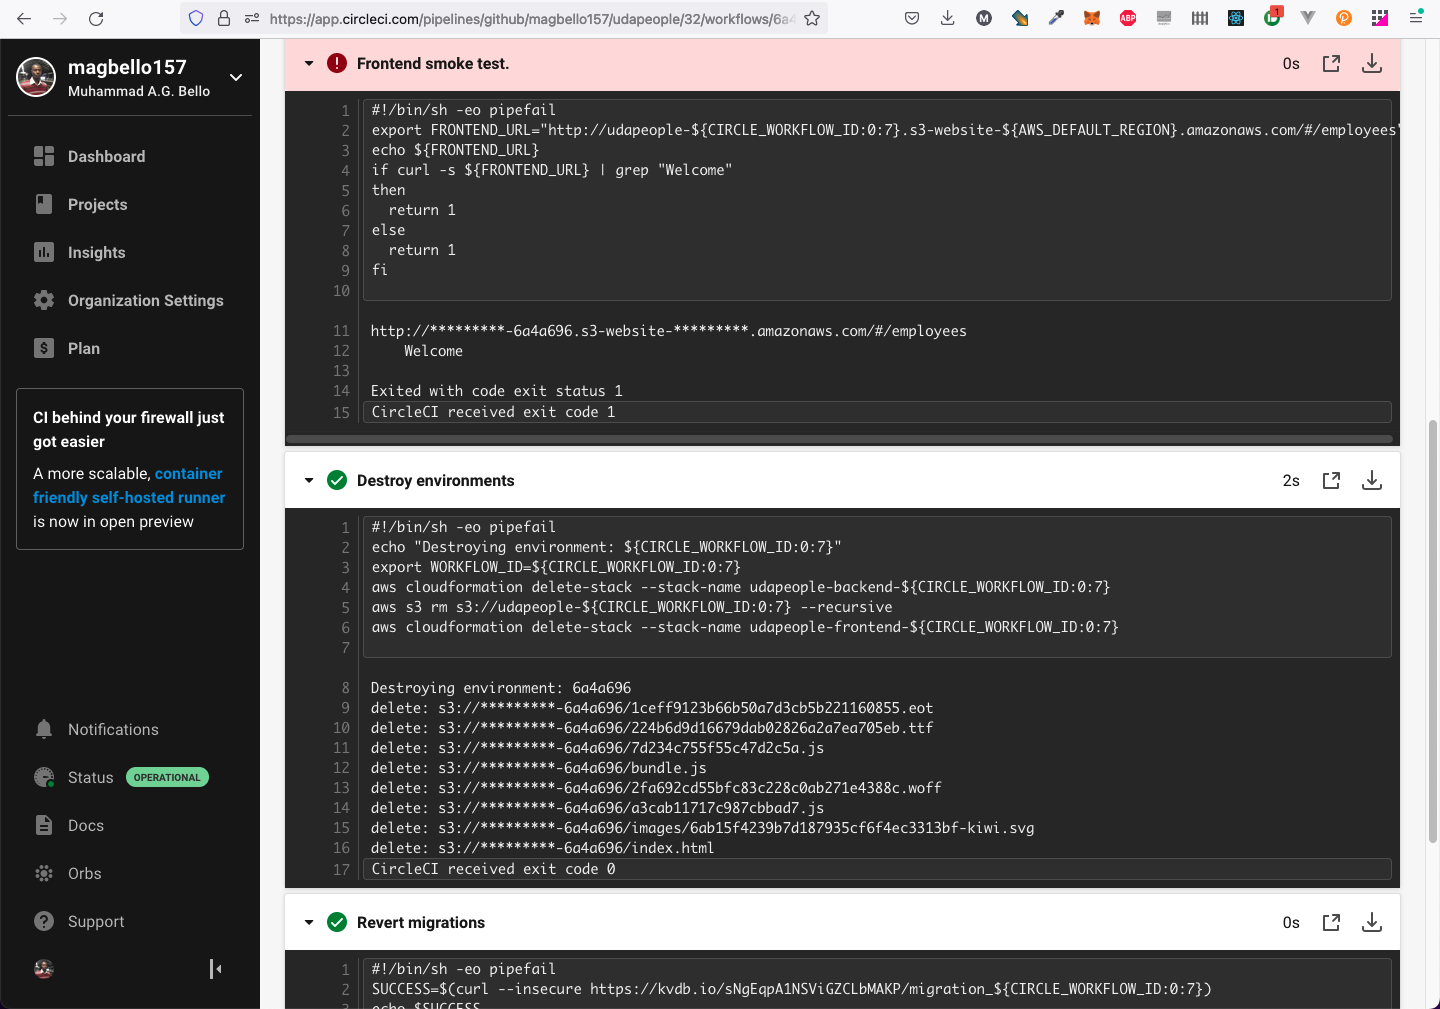 https://app.circleci.com/pipelines/github/magbello157/udapeople/32/workflows/6a4
M
ABP
1
magbello157
Muhammad A.G. Bello
Dashboard
Projects
Insights
Organization Settings
Plan
CI behind your firewall just
got easier
A more scalable, container
friendly self-hosted runner
is now in open preview
Notifications
Status OPERATIONAL
Docs
Orbs
Support
Frontend smoke test. 0s
1 #!/bin/sh -eo pipefail
2 export FRONTEND_URL="http://udapeople-${CIRCLE_WORKFLOW_ID:0:7}.s3-website-${AWS_DEFAULT_REGION}.amazonaws.com/#/employees"
3 echo ${FRONTEND_URL}
4 if curl -s ${FRONTEND_URL} | grep "Welcome"
5 then
6 return 1
7 else
8 return 1
9 fi
10
11 http://*********-6a4a696.s3-website-*********.amazonaws.com/#/employees
12 Welcome
13
14 Exited with code exit status 1
15 CircleCI received exit code 1
Destroy environments 2s
1 #!/bin/sh -eo pipefail
2 echo "Destroying environment: ${CIRCLE_WORKFLOW_ID:0:7}"
3 export WORKFLOW_ID=${CIRCLE_WORKFLOW_ID:0:7}
4 aws cloudformation delete-stack --stack-name udapeople-backend-${CIRCLE_WORKFLOW_ID:0:7}
5 aws s3 rm s3://udapeople-${CIRCLE_WORKFLOW_ID:0:7} --recursive
6 aws cloudformation delete-stack --stack-name udapeople-frontend-${CIRCLE_WORKFLOW_ID:0:7}
7
8 Destroying environment: 6a4a696
9 delete: s3://*********-6a4a696/1ceff9123b66b50a7d3cb5b221160855.eot
10 delete: s3://*********-6a4a696/224b6d9d16679dab02826a2a7ea705eb.ttf
11 delete: s3://*********-6a4a696/7d234c755f55c47d2c5a.js
12 delete: s3://*********-6a4a696/bundle.js
13 delete: s3://*********-6a4a696/2fa692cd55bfc83c228c0ab271e4388c.woff
14 delete: s3://*********-6a4a696/a3cab11717c987cbbad7.js
15 delete: s3://*********-6a4a696/images/6ab15f4239b7d187935cf6f4ec3313bf-kiwi.svg
16 delete: s3://*********-6a4a696/index.html
17 CircleCI received exit code 0
Revert migrations 0s
1 #!/bin/sh -eo pipefail
2 SUCCESS=$(curl --insecure https://kvdb.io/sNgEqpA1NSViGZCLbMAKP/migration_${CIRCLE_WORKFLOW_ID:0:7})
3 echo $SUCCESS